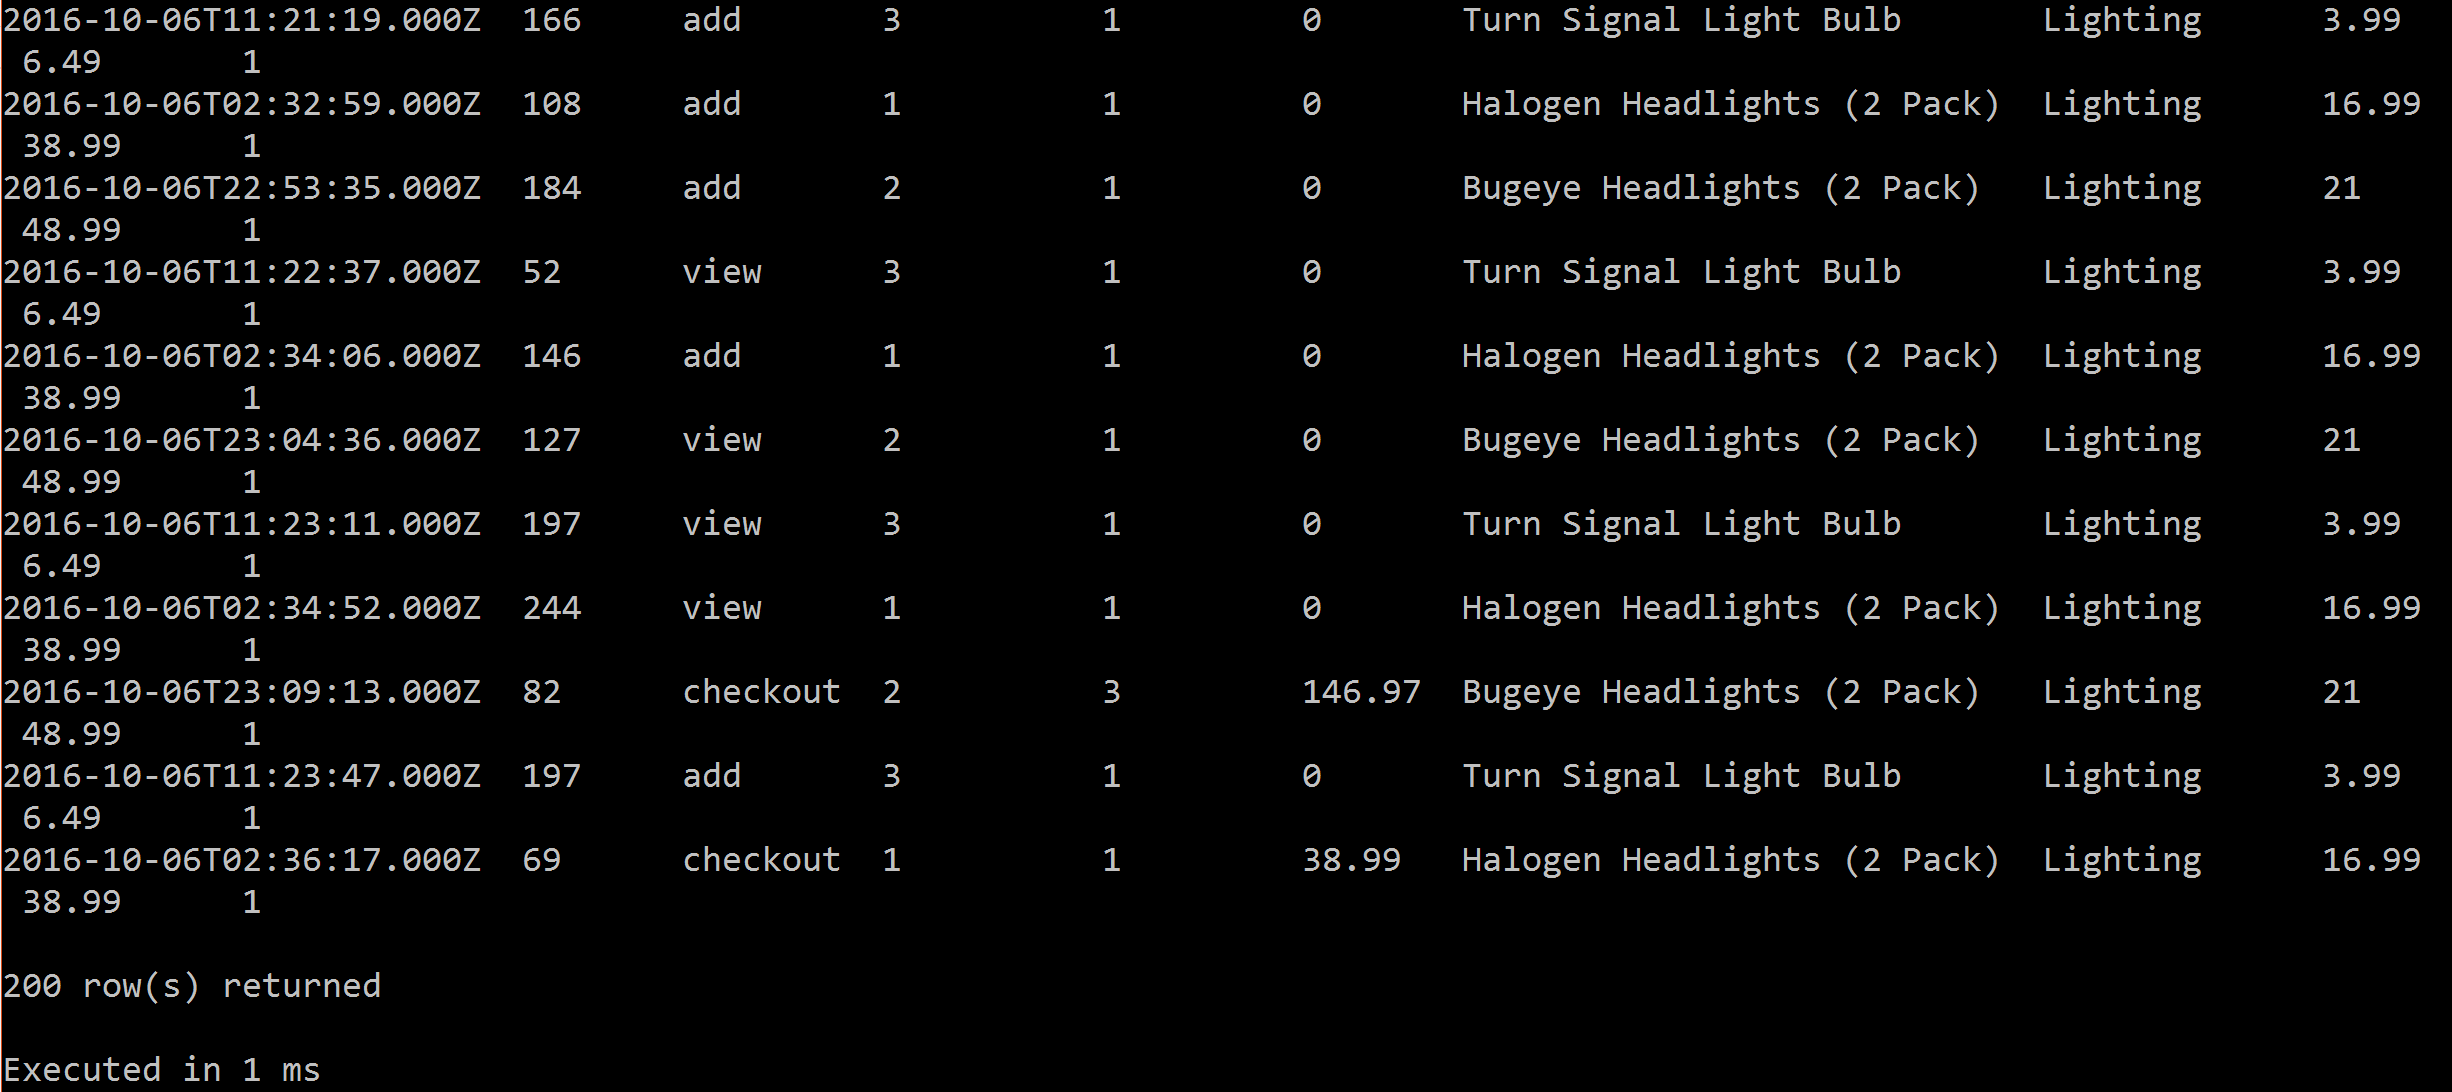 2016-10-06T11:21:19.000Z  166     add      3          1         0       Turn Signal Light Bulb       Lighting      3.99
 6.49       1
2016-10-06T02:32:59.000Z  108     add      1          1         0       Halogen Headlights (2 Pack)  Lighting      16.99
 38.99      1
2016-10-06T22:53:35.000Z  184     add      2          1         0       Bugeye Headlights (2 Pack)   Lighting      21
 48.99      1
2016-10-06T11:22:37.000Z  52      view     3          1         0       Turn Signal Light Bulb       Lighting      3.99
 6.49       1
2016-10-06T02:34:06.000Z  146     add      1          1         0       Halogen Headlights (2 Pack)  Lighting      16.99
 38.99      1
2016-10-06T23:04:36.000Z  127     view     2          1         0       Bugeye Headlights (2 Pack)   Lighting      21
 48.99      1
2016-10-06T11:23:11.000Z  197     view     3          1         0       Turn Signal Light Bulb       Lighting      3.99
 6.49       1
2016-10-06T02:34:52.000Z  244     view     1          1         0       Halogen Headlights (2 Pack)  Lighting      16.99
 38.99      1
2016-10-06T23:09:13.000Z  82      checkout  2          3         146.97  Bugeye Headlights (2 Pack)   Lighting      21
 48.99      1
2016-10-06T11:23:47.000Z  197     add      3          1         0       Turn Signal Light Bulb       Lighting      3.99
 6.49       1
2016-10-06T02:36:17.000Z  69      checkout  1          1         38.99   Halogen Headlights (2 Pack)  Lighting      16.99
 38.99      1
200 row(s) returned
Executed in 1 ms